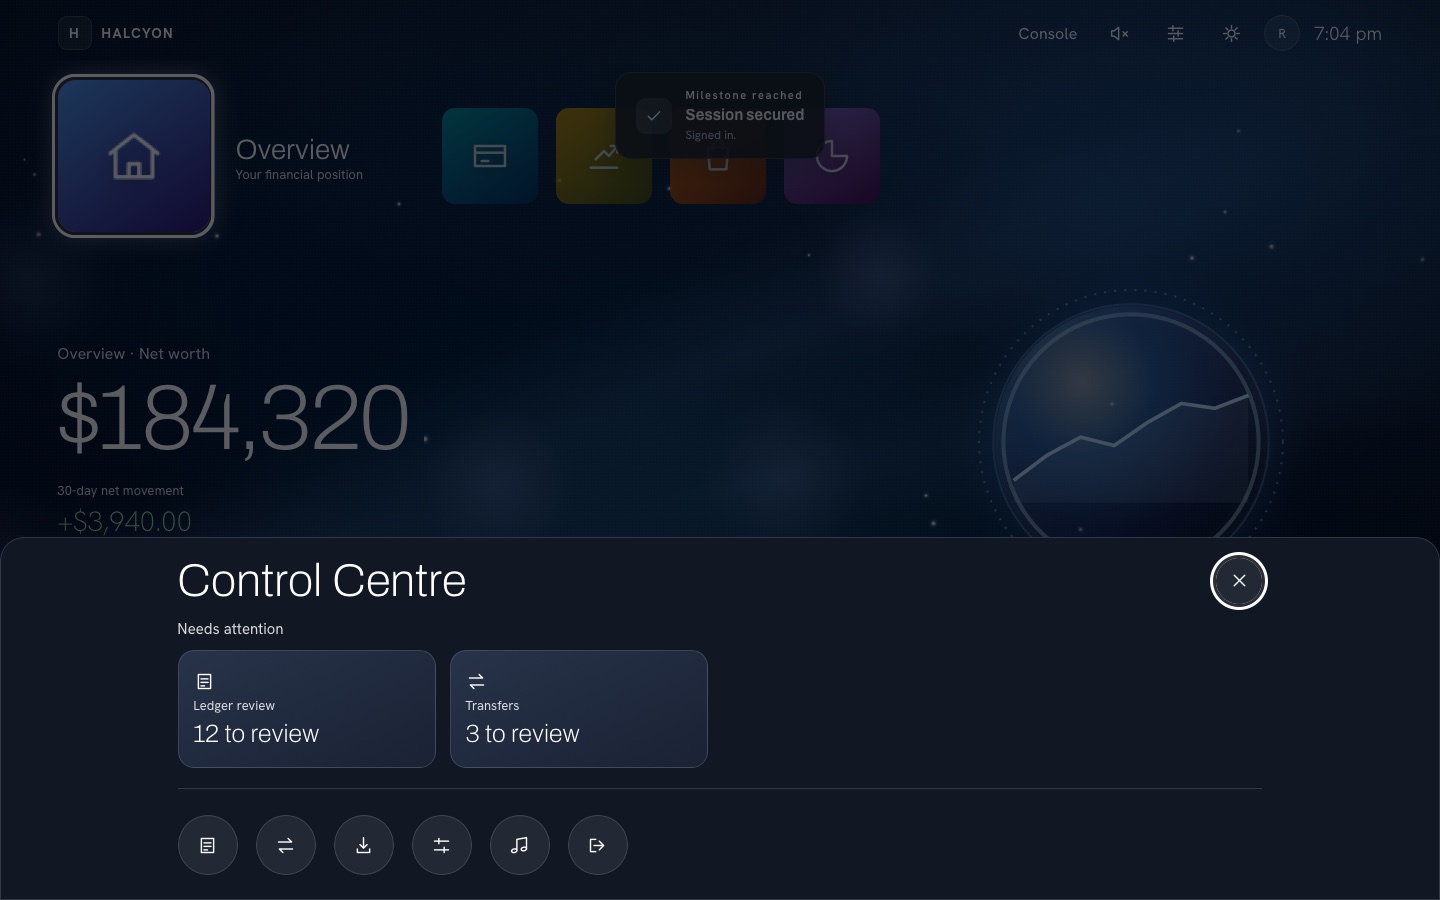 H HALCYON
Console
R
7:04 pm
Milestone reached
Session secured
Signed in.
Overview
Your financial position
Overview · Net worth
$184,320
30-day net movement
+$3,940.00
Control Centre
Needs attention
Ledger review
12 to review
Transfers
3 to review